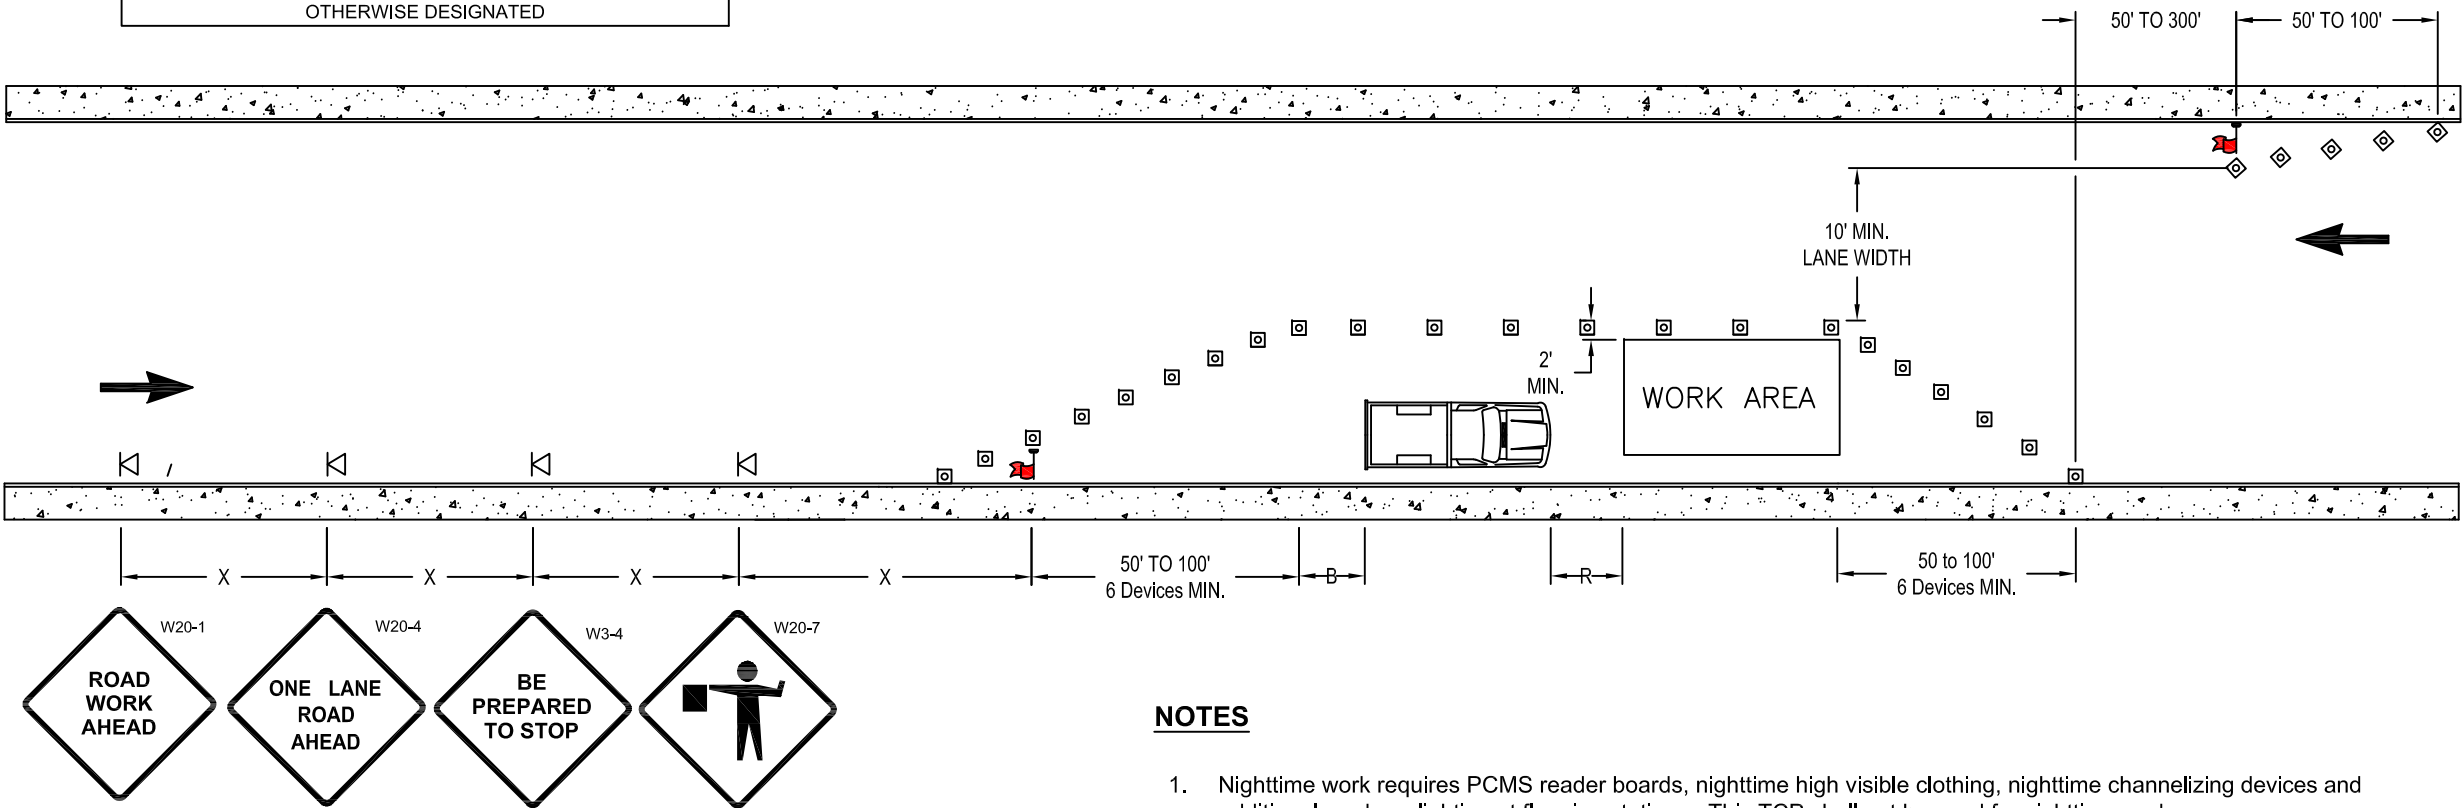 OTHERWISE DESIGNATED
50' TO 300'
50' TO 100'
10' MIN.
LANE WIDTH
2'
MIN.
WORK AREA
X
X
X
X
50' TO 100'
6 Devices MIN.
B
R
50 to 100'
6 Devices MIN.
W20-1
ROAD
WORK
AHEAD
W20-4
ONE LANE
ROAD
AHEAD
W3-4
BE
PREPARED
TO STOP
W20-7
NOTES
1. Nighttime work requires PCMS reader boards, nighttime high visible clothing, nighttime channelizing devices and